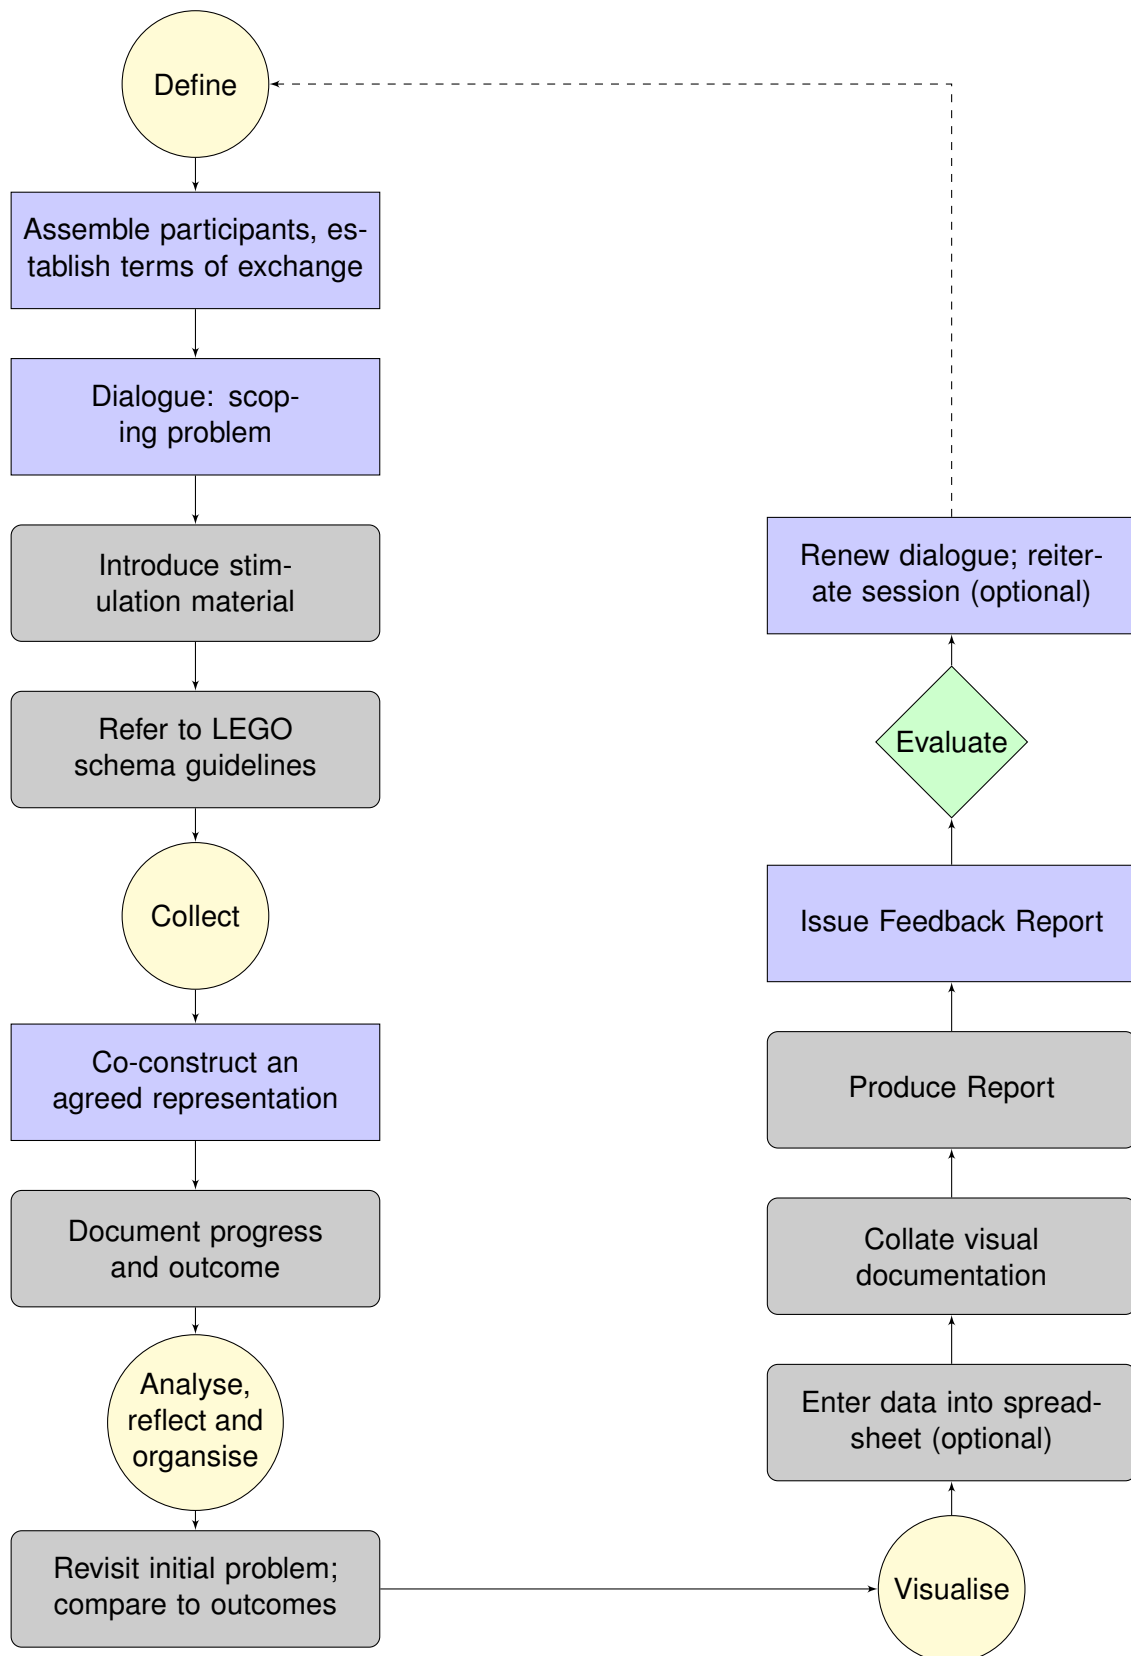 Define
Assemble participants, es-
tablish terms of exchange
Dialogue: scop-
ing problem
Introduce stim-
ulation material
Refer to LEGO
schema guidelines
Collect
Co-construct an
agreed representation
Document progress
and outcome
Analyse,
reflect and
organsise
Revisit initial problem;
compare to outcomes
Visualise
Enter data into spread-
sheet (optional)
Collate visual
documentation
Produce Report
Issue Feedback Report
Evaluate
Renew dialogue; reiter-
ate session (optional)